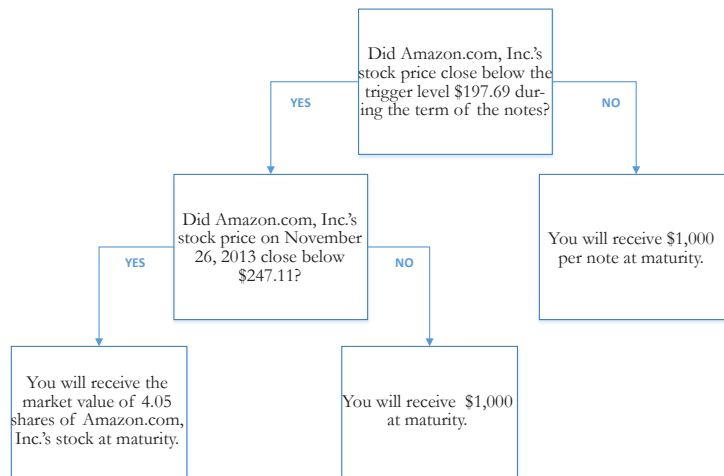 Did Amazon.com, Inc.'s
stock price close below the
trigger level $197.69 dur-
ing the term of the notes?
YES
NO
Did Amazon.com, Inc.'s
stock price on November
26, 2013 close below
$247.11?
You will receive $1,000
per note at maturity.
YES
NO
You will receive the
market value of 4.05
shares of Amazon.com,
Inc.'s stock at maturity.
You will receive $1,000
at maturity.